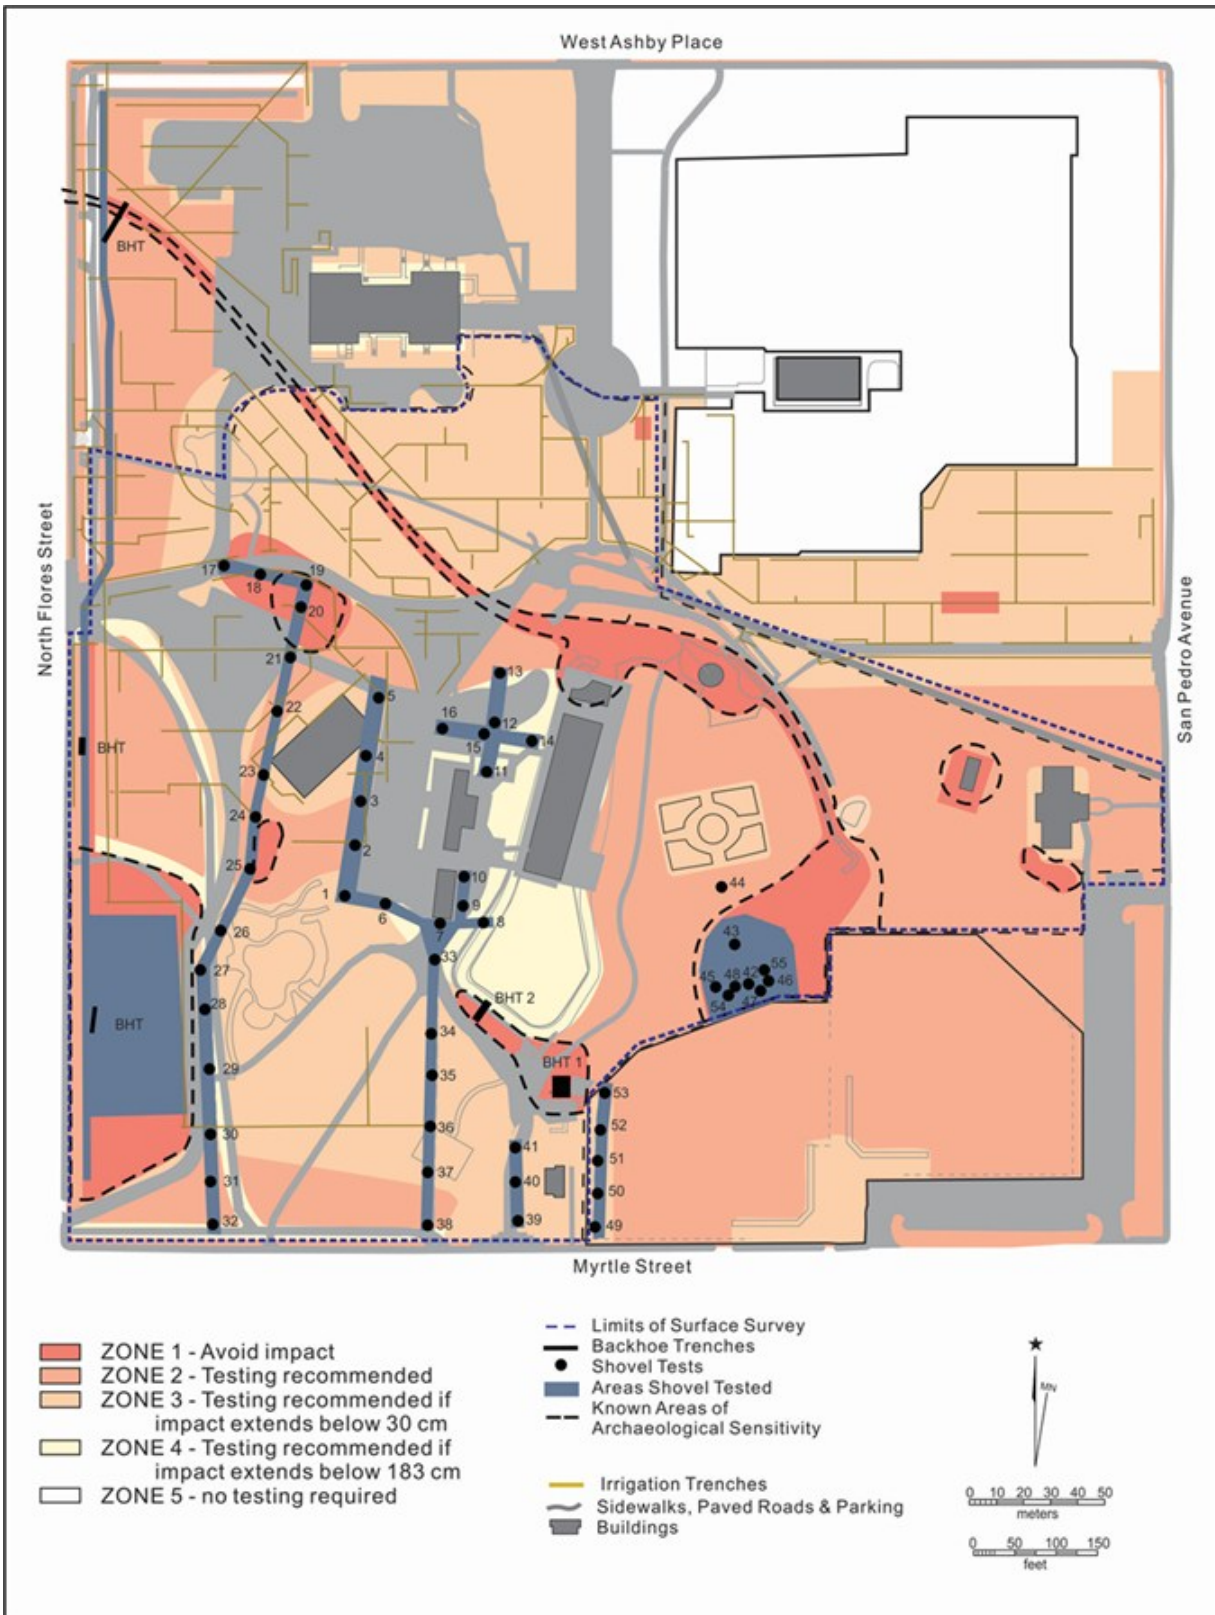 West Ashby Place
BHT
North Flores Street
San Pedro Avenue
17
18
19
20
21
22
23
24
25
26
27
28
29
30
31
32
5
4
3
2
1
6
13
12
16
15
14
11
10
9
8
7
33
34
35
36
37
38
BHT
BHT
BHT 2
BHT 1
41
40
39
53
52
51
50
49
44
43
55
45
48
42
46
54
47
Myrtle Street
ZONE 1 - Avoid impact
ZONE 2 - Testing recommended
ZONE 3 - Testing recommended if
impact extends below 30 cm
ZONE 4 - Testing recommended if
impact extends below 183 cm
ZONE 5 - no testing required
Limits of Surface Survey
Backhoe Trenches
Shovel Tests
Areas Shovel Tested
Known Areas of
Archaeological Sensitivity
Irrigation Trenches
Sidewalks, Paved Roads & Parking
Buildings
MN
0 10 20 30 40 50
meters
0 50 100 150
feet